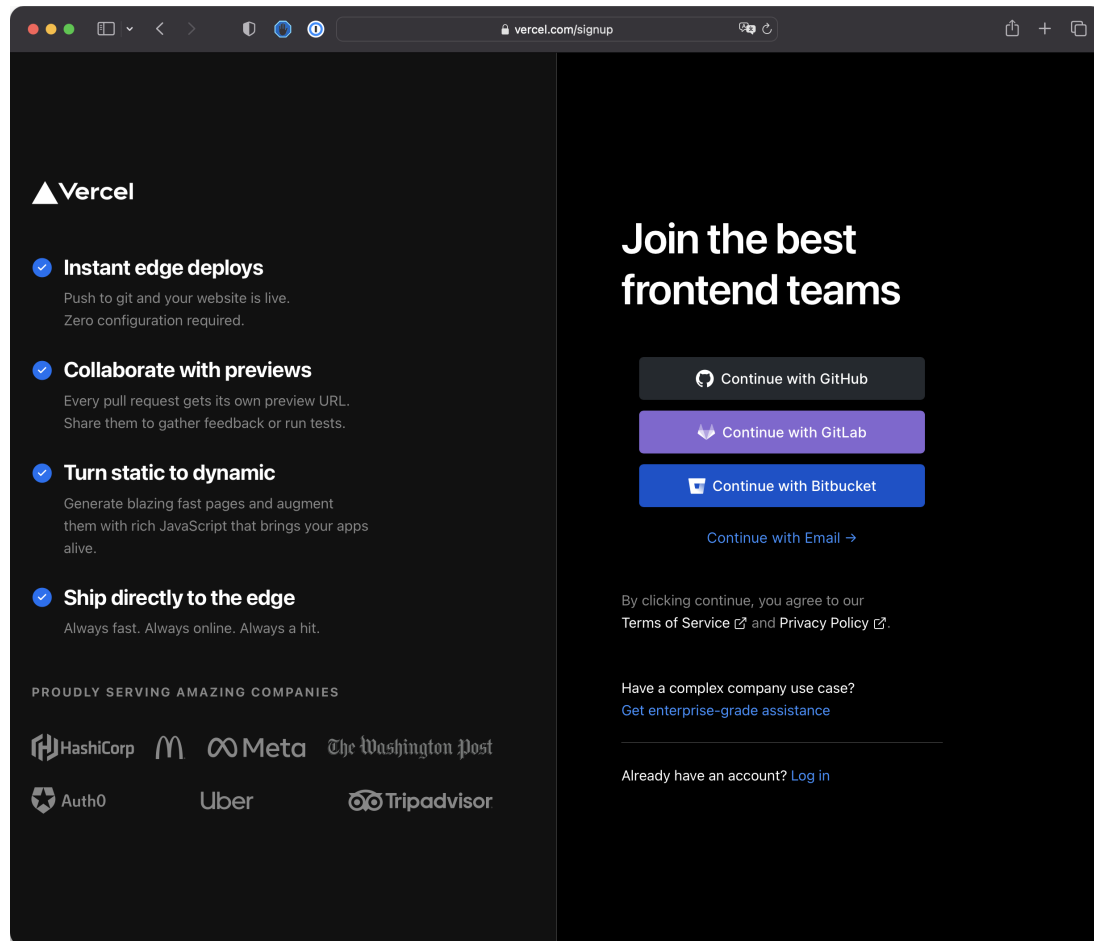 vercel.com/signup
Vercel
Instant edge deploys
Push to git and your website is live.
Zero configuration required.
Collaborate with previews
Every pull request gets its own preview URL.
Share them to gather feedback or run tests.
Turn static to dynamic
Generate blazing fast pages and augment
them with rich JavaScript that brings your apps
alive.
Ship directly to the edge
Always fast. Always online. Always a hit.
PROUDLY SERVING AMAZING COMPANIES
HashiCorp Meta The Washington Post
Auth0 Uber Tripadvisor
Join the best
frontend teams
Continue with GitHub
Continue with GitLab
Continue with Bitbucket
Continue with Email →
By clicking continue, you agree to our
Terms of Service and Privacy Policy.
Have a complex company use case?
Get enterprise-grade assistance
Already have an account? Log in